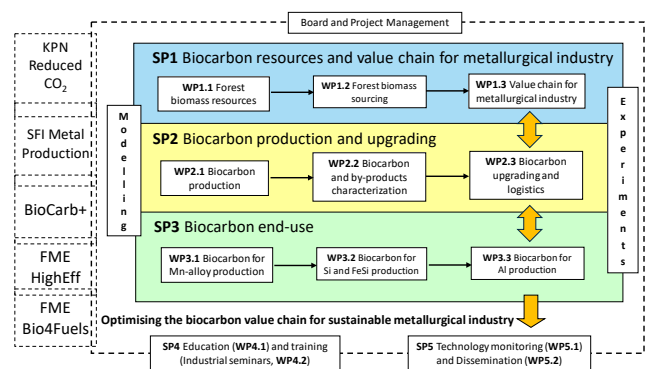 Board and Project Management
KPN
Reduced
CO2
SFI Metal
Production
BioCarb+
FME
HighEff
FME
Bio4Fuels
Modelling
SP1 Biocarbon resources and value chain for metallurgical industry
WP1.1 Forest
biomass resources
WP1.2 Forest biomass
sourcing
WP1.3 Value chain for
metallurgical industry
SP2 Biocarbon production and upgrading
WP2.1 Biocarbon
production
WP2.2 Biocarbon
and by-products
characterization
WP2.3 Biocarbon
upgrading and
logistics
SP3 Biocarbon end-use
WP3.1 Biocarbon for
Mn-alloy production
WP3.2 Biocarbon for
Si and FeSi production
WP3.3 Biocarbon for
Al production
Experiments
Optimising the biocarbon value chain for sustainable metallurgical industry
SP4 Education (WP4.1) and training
(Industrial seminars, WP4.2)
SP5 Technology monitoring (WP5.1)
and Dissemination (WP5.2)